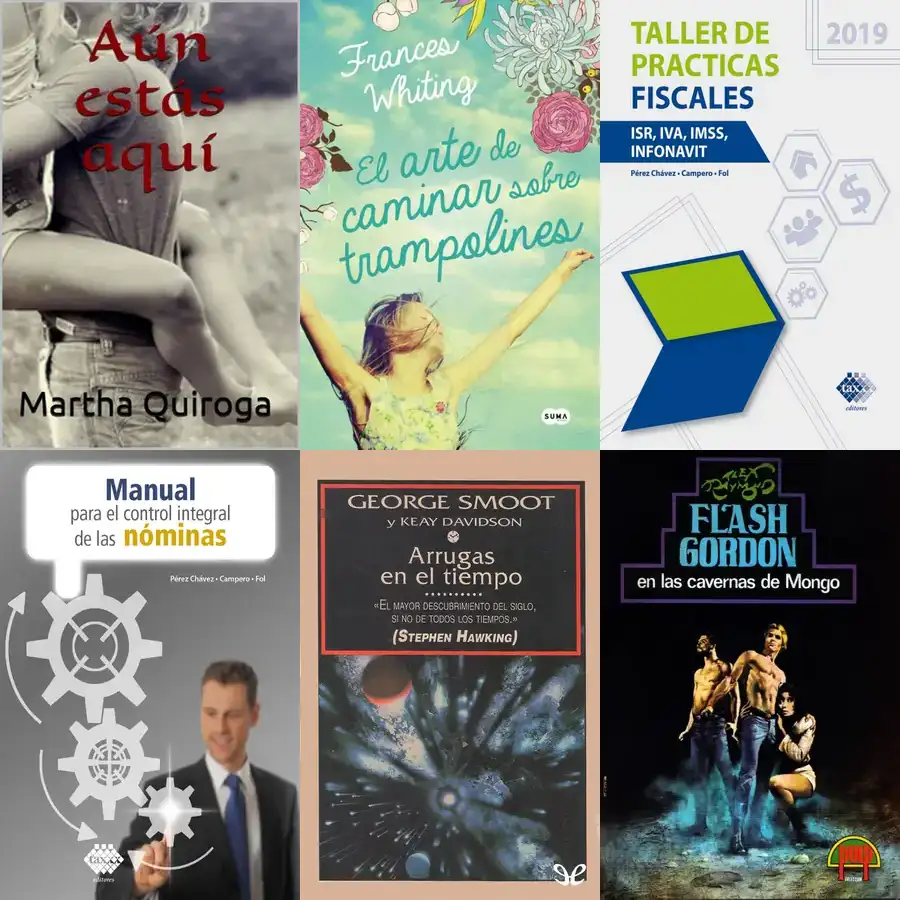 Aún
estás
aquí
Martha Quiroga
Frances
Whiting
El arte de
caminar sobre
trampolines
SUMA
TALLER DE
PRACTICAS
FISCALES
2019
ISR, IVA, IMSS,
INFONAVIT
Pérez Chávez • Campero • Fol
taxx
editores
Manual
para el control integral
de las nóminas
Pérez Chávez • Campero • Fol
taxx
editores
GEORGE SMOOT
y KEAY DAVIDSON
Arrugas
en el tiempo
«EL MAYOR DESCUBRIMIENTO DEL SIGLO,
SI NO DE TODOS LOS TIEMPOS.»
(STEPHEN HAWKING)
ALEX
RAYMOND
FLASH
GORDON
en las cavernas de Mongo